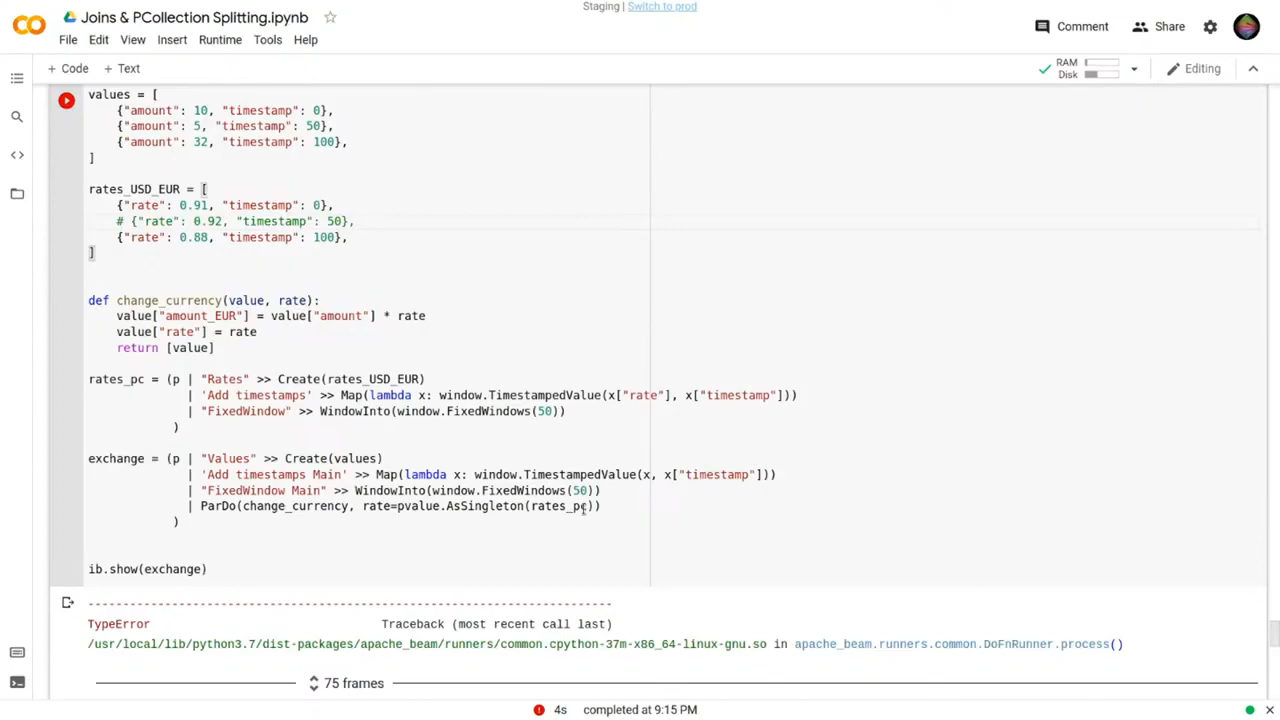 Staging | Switch to prod
Joins & PCollection Splitting.ipynb
Comment
Share
File Edit View Insert Runtime Tools Help
+ Code + Text
RAM
Disk
Editing
values = [
{"amount": 10, "timestamp": 0},
{"amount": 5, "timestamp": 50},
{"amount": 32, "timestamp": 100},
]
rates_USD_EUR = [
{"rate": 0.91, "timestamp": 0},
# {"rate": 0.92, "timestamp": 50},
{"rate": 0.88, "timestamp": 100},
]
def change_currency(value, rate):
value["amount_EUR"] = value["amount"] * rate
value["rate"] = rate
return [value]
rates_pc = (p | "Rates" >> Create(rates_USD_EUR)
| 'Add timestamps' >> Map(lambda x: window.TimestampedValue(x["rate"], x["timestamp"]))
| "FixedWindow" >> WindowInto(window.FixedWindows(50))
)
exchange = (p | "Values" >> Create(values)
| 'Add timestamps Main' >> Map(lambda x: window.TimestampedValue(x, x["timestamp"]))
| "FixedWindow Main" >> WindowInto(window.FixedWindows(50))
| ParDo(change_currency, rate=pvalue.AsSingleton(rates_pc))
)
ib.show(exchange)
---------------------------------------------------------------------------
TypeError Traceback (most recent call last)
/usr/local/lib/python3.7/dist-packages/apache_beam/runners/common.cpython-37m-x86_64-linux-gnu.so in apache_beam.runners.common.DoFnRunner.process()
75 frames
4s completed at 9:15 PM